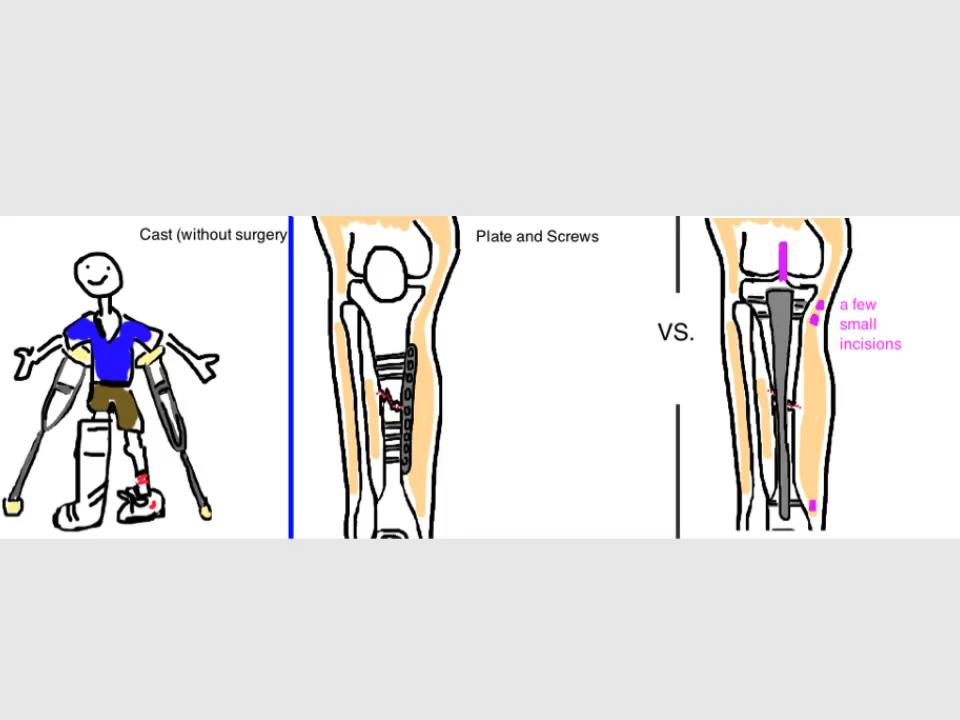 Cast (without surgery
Plate and Screws
VS.
a few
small
incisions